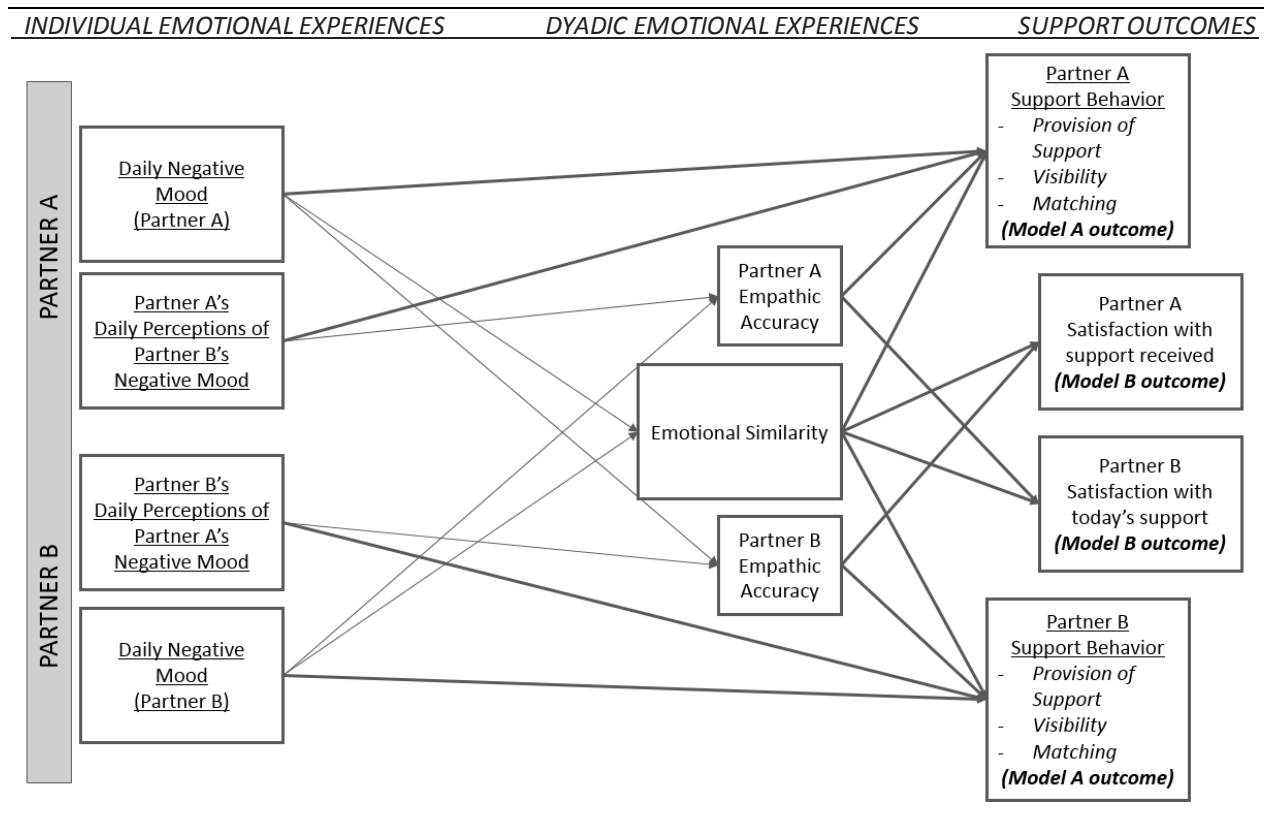 INDIVIDUAL EMOTIONAL EXPERIENCES
DYADIC EMOTIONAL EXPERIENCES
SUPPORT OUTCOMES
PARTNER A
Daily Negative
Mood
(Partner A)
Partner A's
Daily Perceptions of
Partner B's
Negative Mood
PARTNER B
Partner B's
Daily Perceptions of
Partner A's
Negative Mood
Daily Negative
Mood
(Partner B)
Partner A
Empathic
Accuracy
Emotional Similarity
Partner B
Empathic
Accuracy
Partner A
Support Behavior
- Provision of
Support
- Visibility
- Matching
(Model A outcome)
Partner A
Satisfaction with
support received
(Model B outcome)
Partner B
Satisfaction with
today's support
(Model B outcome)
Partner B
Support Behavior
- Provision of
Support
- Visibility
- Matching
(Model A outcome)